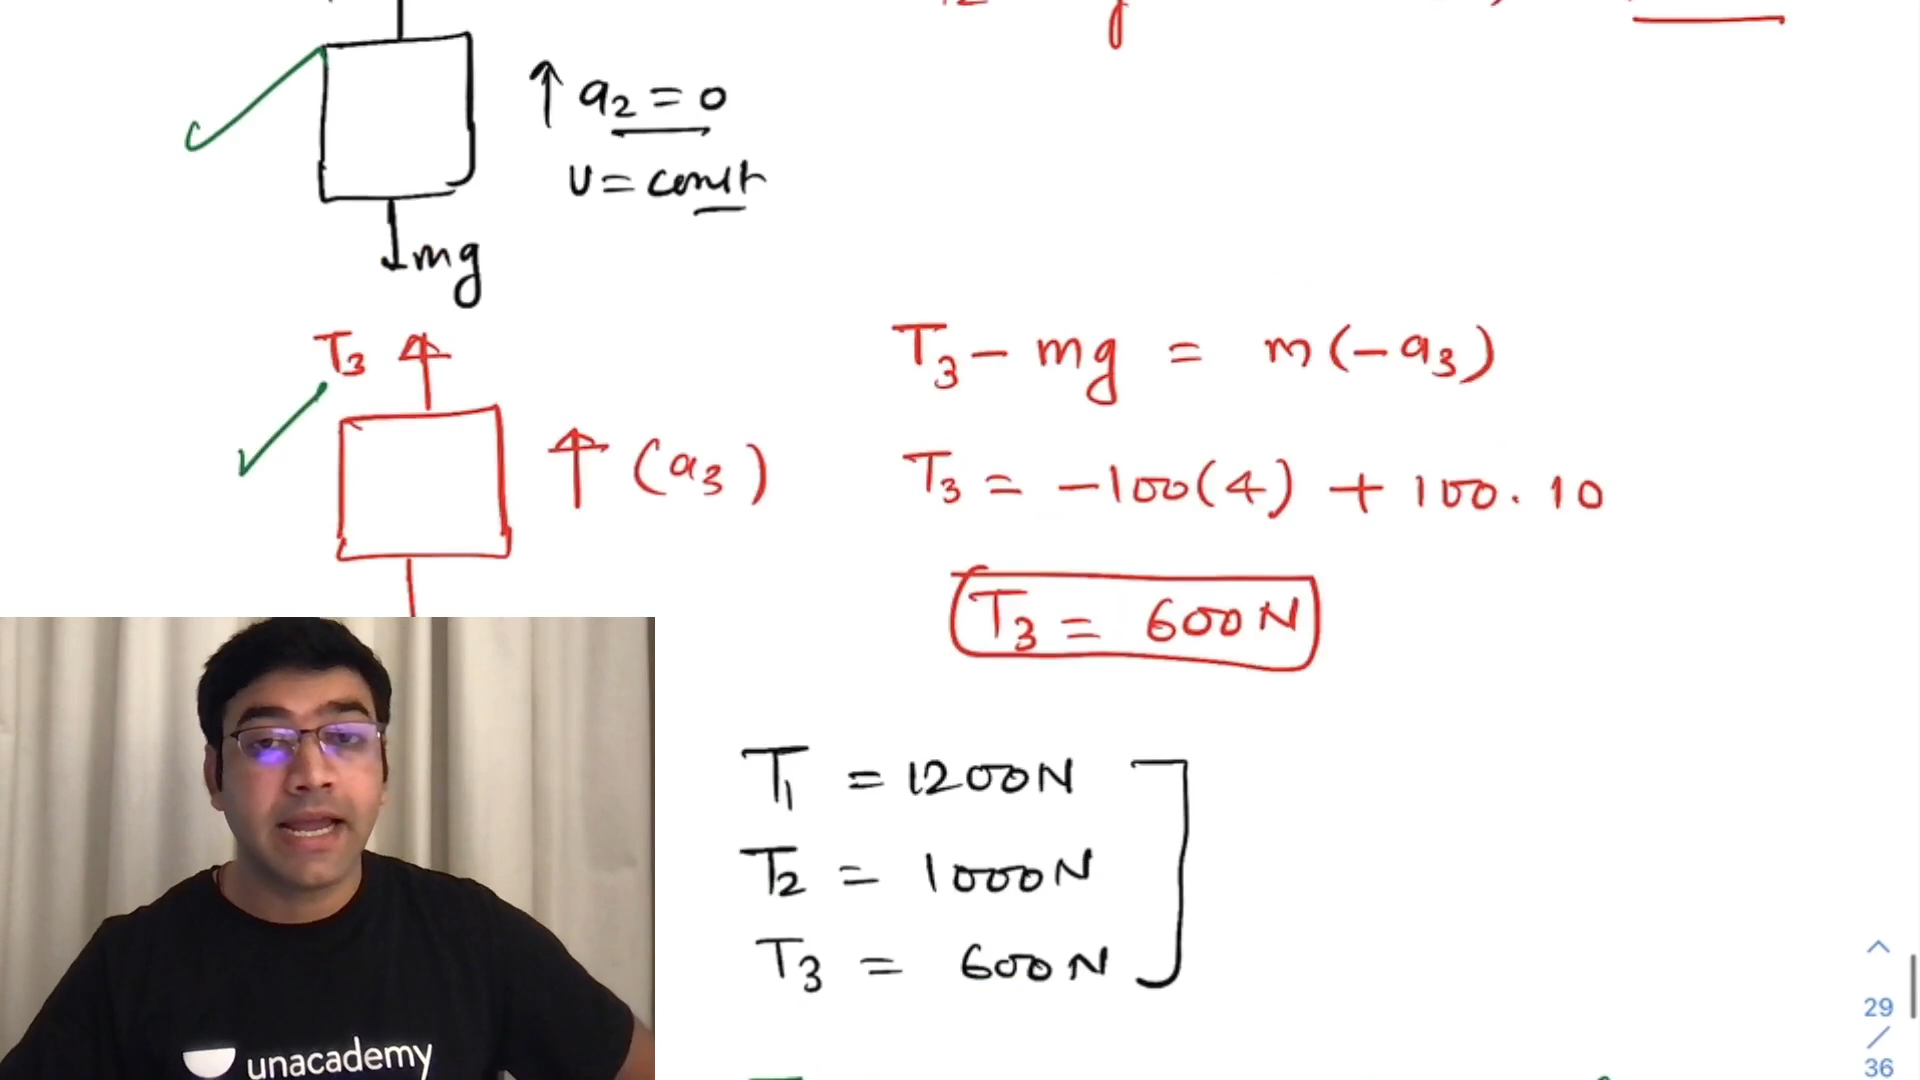 ↑ a₂ = 0
v = const
↓mg
T₃ ↑
T₃ - mg = m(-a₃)
↑ (a₃)
T₃ = -100(4) + 100.10
T₃ = 600N
T₁ = 1200N
T₂ = 1000N
T₃ = 600N
unacademy
29
/
36